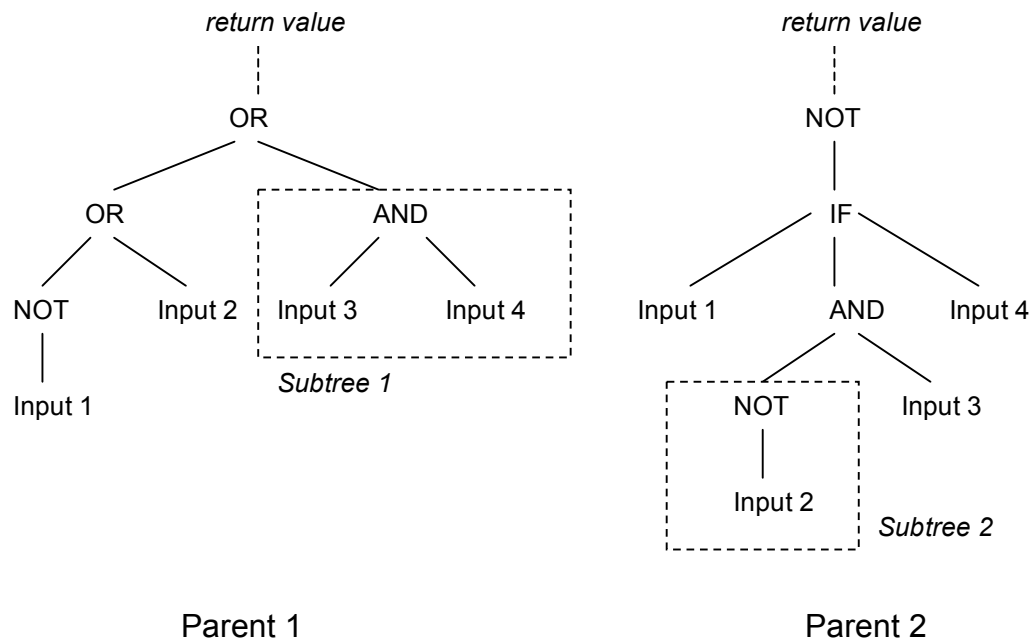 return value
OR
OR
AND
NOT
Input 2
Input 3
Input 4
Subtree 1
Input 1
Parent 1
return value
NOT
IF
Input 1
AND
Input 4
NOT
Input 3
Input 2
Subtree 2
Parent 2